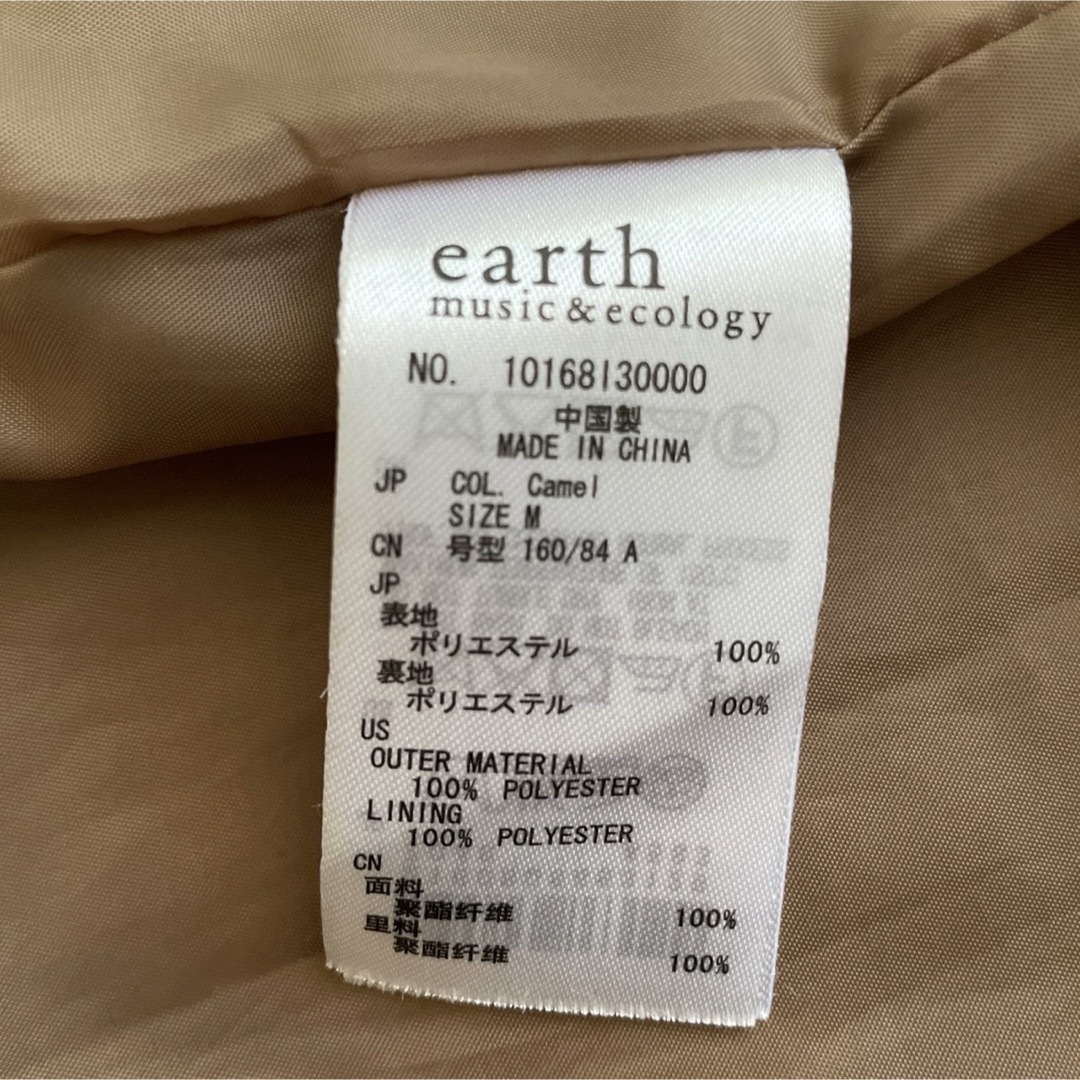 earth
music & ecology
NO. 10168I30000
中国製
MADE IN CHINA
JP COL. Camel
SIZE M
CN 号型 160/84 A
JP
表地
ポリエステル 100%
裏地
ポリエステル 100%
US
OUTER MATERIAL
100% POLYESTER
LINING
100% POLYESTER
CN
面料
聚酯纤维 100%
里料
聚酯纤维 100%